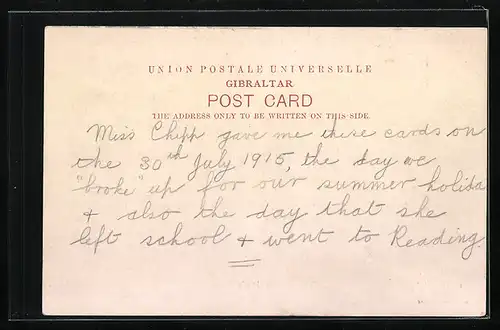 UNION POSTALE UNIVERSELLE
GIBRALTAR
POST CARD
THE ADDRESS ONLY TO BE WRITTEN ON THIS SIDE
Miss Chipp gave me these cards on
the 30th July 1915, the day we
"broke" up for our summer holida
& also the day that she
left school & went to Reading.